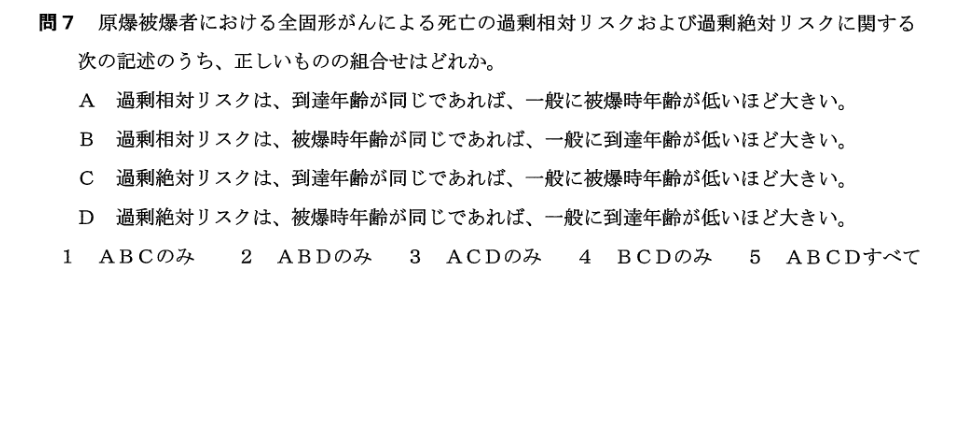 問7 原爆被爆者における全固形がんによる死亡の過剰相対リスクおよび過剰絶対リスクに関する
次の記述のうち、正しいものの組合せはどれか。
A 過剰相対リスクは、到達年齢が同じであれば、一般に被爆時年齢が低いほど大きい。
B 過剰相対リスクは、被爆時年齢が同じであれば、一般に到達年齢が低いほど大きい。
C 過剰絶対リスクは、到達年齢が同じであれば、一般に被爆時年齢が低いほど大きい。
D 過剰絶対リスクは、被爆時年齢が同じであれば、一般に到達年齢が低いほど大きい。
1 ABCのみ 2 ABDのみ 3 ACDのみ 4 BCDのみ 5 ABCDすべて